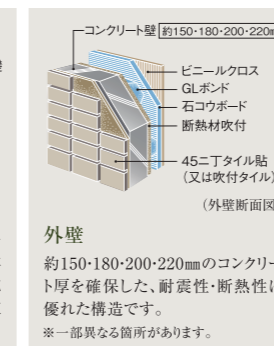 コンクリート壁 約150・180・200・220m
ビニールクロス
GLボンド
石コウボード
断熱材吹付
45ニ丁タイル貼
(又は吹付タイル)
(外壁断面図
外壁
約150・180・200・220㎜のコンクリー
ト厚を確保した、耐震性・断熱性に
優れた構造です。
※一部異なる箇所があります。